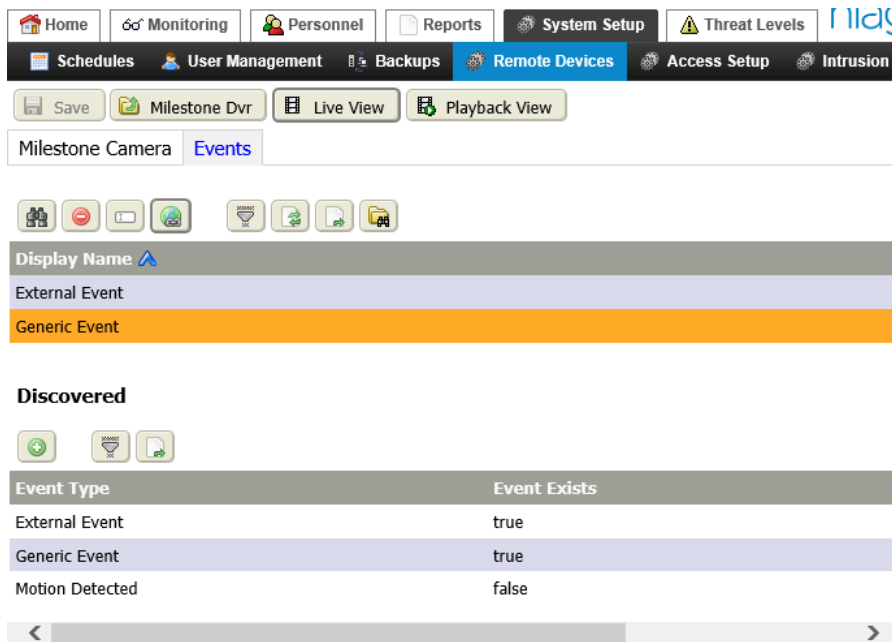 Home Monitoring Personnel Reports System Setup Threat Levels
Schedules User Management Backups Remote Devices Access Setup Intrusion
Save Milestone Dvr Live View Playback View
Milestone Camera Events
Display Name
External Event
Generic Event
Discovered
Event Type Event Exists
External Event true
Generic Event true
Motion Detected false